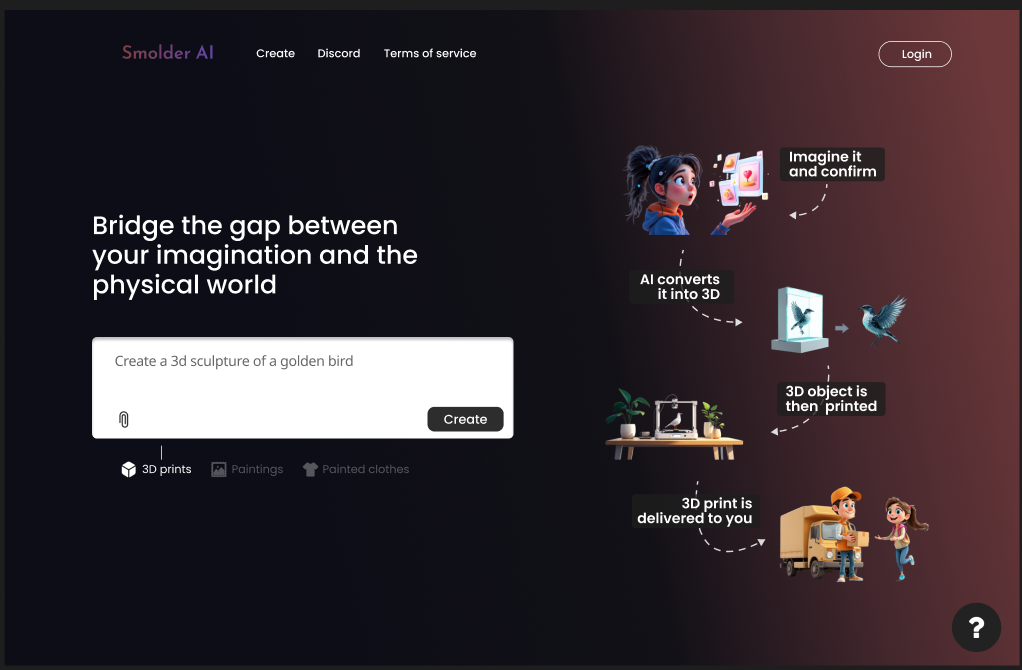 Smolder AI
Create
Discord
Terms of service
Login
Bridge the gap between
your imagination and the
physical world
Create a 3d sculpture of a golden bird
Create
3D prints
Paintings
Painted clothes
Imagine it
and confirm
AI converts
it into 3D
3D object is
then printed
3D print is
delivered to you
?